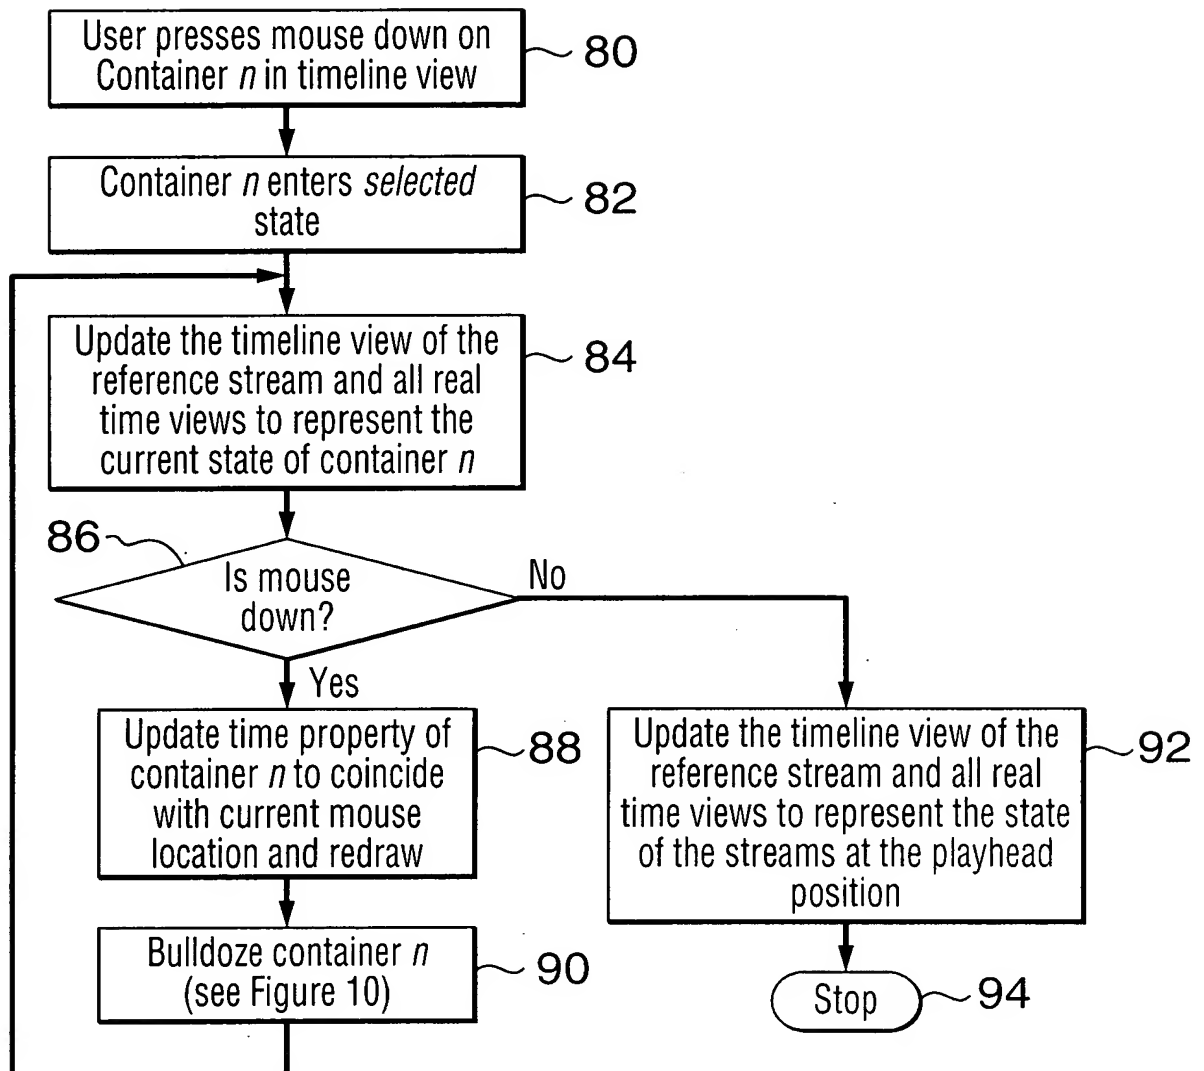 User presses mouse down on
Container n in timeline view
80
Container n enters selected
state
82
Update the timeline view of the
reference stream and all real
time views to represent the
current state of container n
84
86
Is mouse
down?
No
Yes
Update time property of
container n to coincide
with current mouse
location and redraw
88
Update the timeline view of the
reference stream and all real
time views to represent the state
of the streams at the playhead
position
92
Bulldoze container n
(see Figure 10)
90
Stop
94